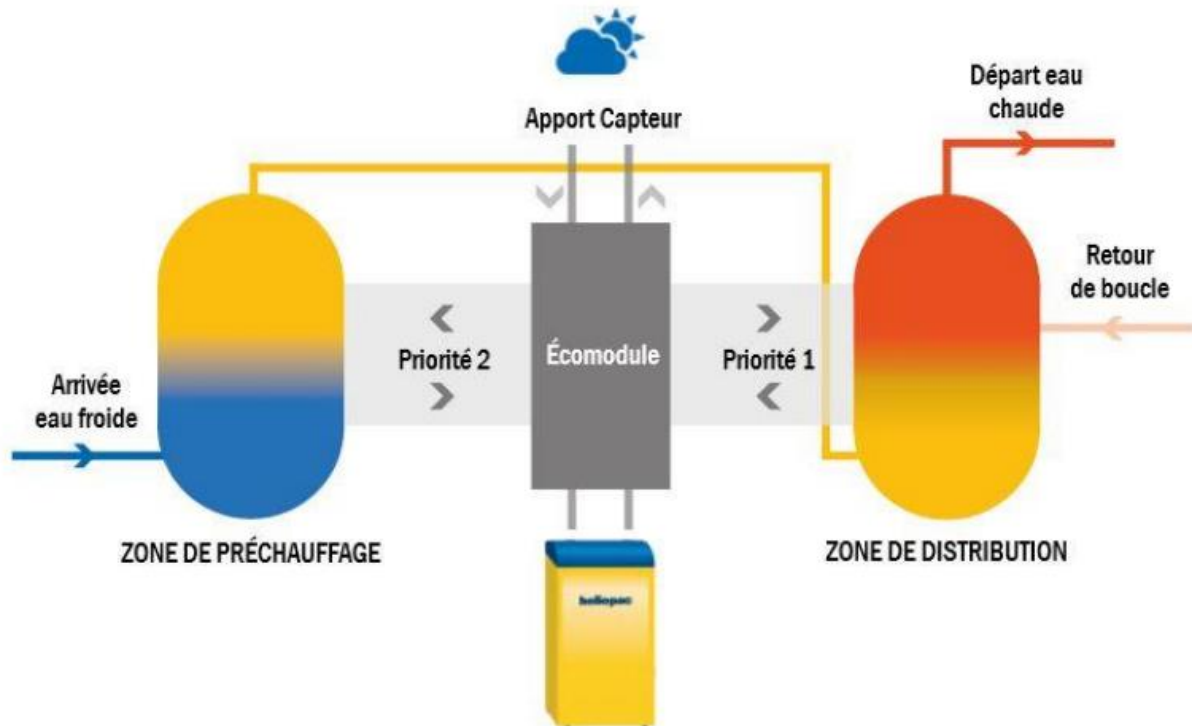 Apport Capteur
Départ eau
chaude
Retour
de boucle
Priorité 2
Écomodule
Priorité 1
Arrivée
eau froide
ZONE DE PRÉCHAUFFAGE
ZONE DE DISTRIBUTION
heliopac